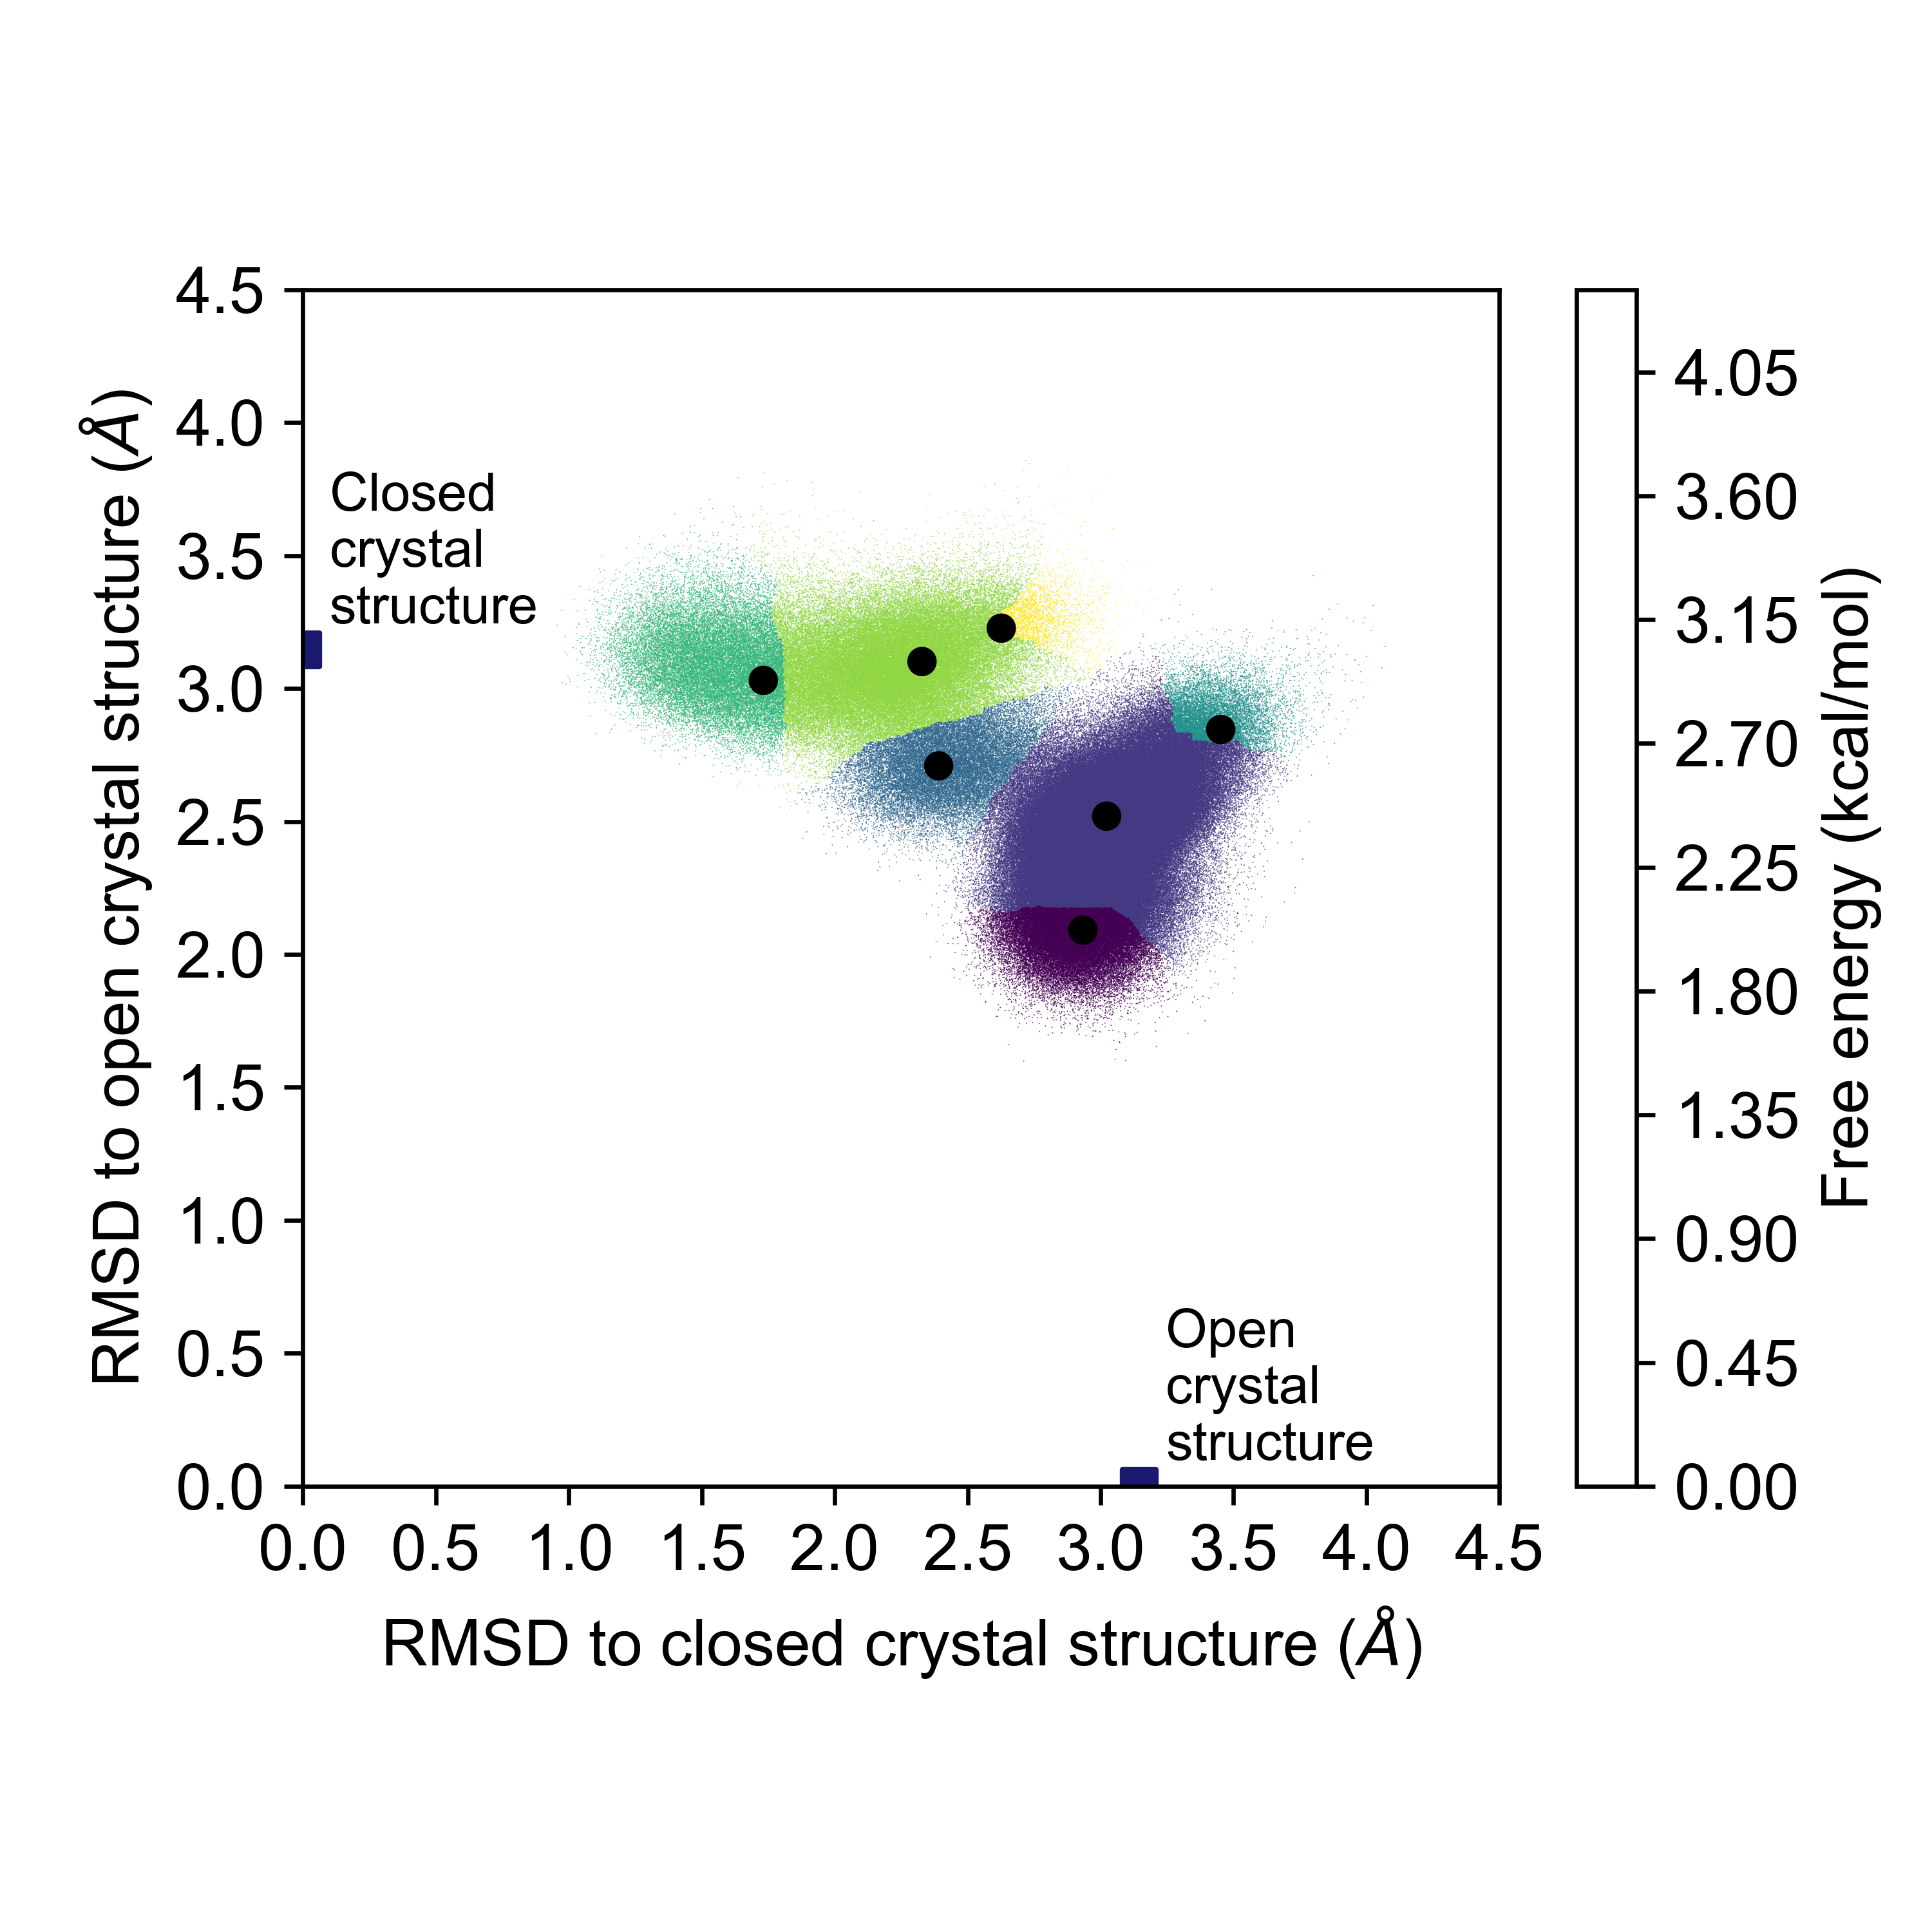 RMSD to open crystal structure (Å)
4.5
4.0
3.5
3.0
2.5
2.0
1.5
1.0
0.5
0.0
Closed
crystal
structure
Open
crystal
structure
0.0 0.5 1.0 1.5 2.0 2.5 3.0 3.5 4.0 4.5
RMSD to closed crystal structure (Å)
4.05
3.60
3.15
2.70
2.25
1.80
1.35
0.90
0.45
0.00
Free energy (kcal/mol)